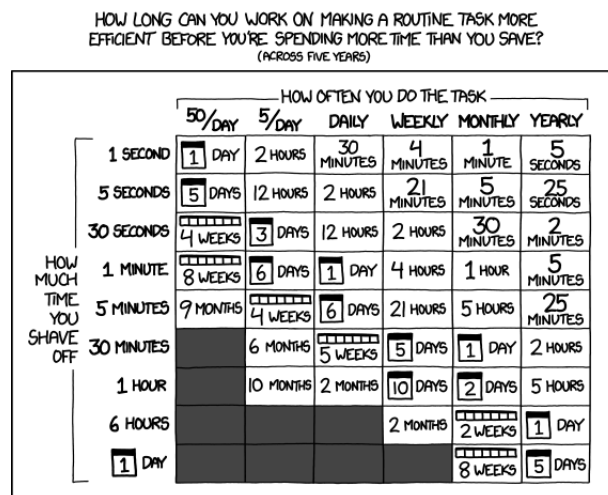 HOW LONG CAN YOU WORK ON MAKING A ROUTINE TASK MORE
EFFICIENT BEFORE YOU'RE SPENDING MORE TIME THAN YOU SAVE?
(ACROSS FIVE YEARS)
HOW OFTEN YOU DO THE TASK
50/DAY 5/DAY DAILY WEEKLY MONTHLY YEARLY
HOW MUCH TIME YOU SHAVE OFF
1 SECOND 1 DAY 2 HOURS 30 MINUTES 4 MINUTES 1 MINUTE 5 SECONDS
5 SECONDS 5 DAYS 12 HOURS 2 HOURS 21 MINUTES 5 MINUTES 25 SECONDS
30 SECONDS 4 WEEKS 3 DAYS 12 HOURS 2 HOURS 30 MINUTES 2 MINUTES
1 MINUTE 8 WEEKS 6 DAYS 1 DAY 4 HOURS 1 HOUR 5 MINUTES
5 MINUTES 9 MONTHS 4 WEEKS 6 DAYS 21 HOURS 5 HOURS 25 MINUTES
30 MINUTES 6 MONTHS 5 WEEKS 5 DAYS 1 DAY 2 HOURS
1 HOUR 10 MONTHS 2 MONTHS 10 DAYS 2 DAYS 5 HOURS
6 HOURS 2 MONTHS 2 WEEKS 1 DAY
1 DAY 8 WEEKS 5 DAYS